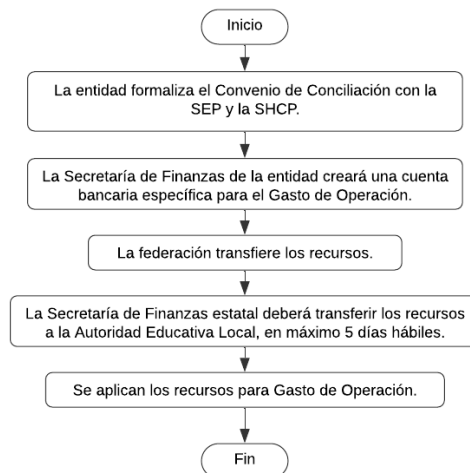 Inicio
La entidad formaliza el Convenio de Conciliación con la
SEP y la SHCP.
La Secretaría de Finanzas de la entidad creará una cuenta
bancaria específica para el Gasto de Operación.
La federación transfiere los recursos.
La Secretaría de Finanzas estatal deberá transferir los recursos
a la Autoridad Educativa Local, en máximo 5 días hábiles.
Se aplican los recursos para Gasto de Operación.
Fin